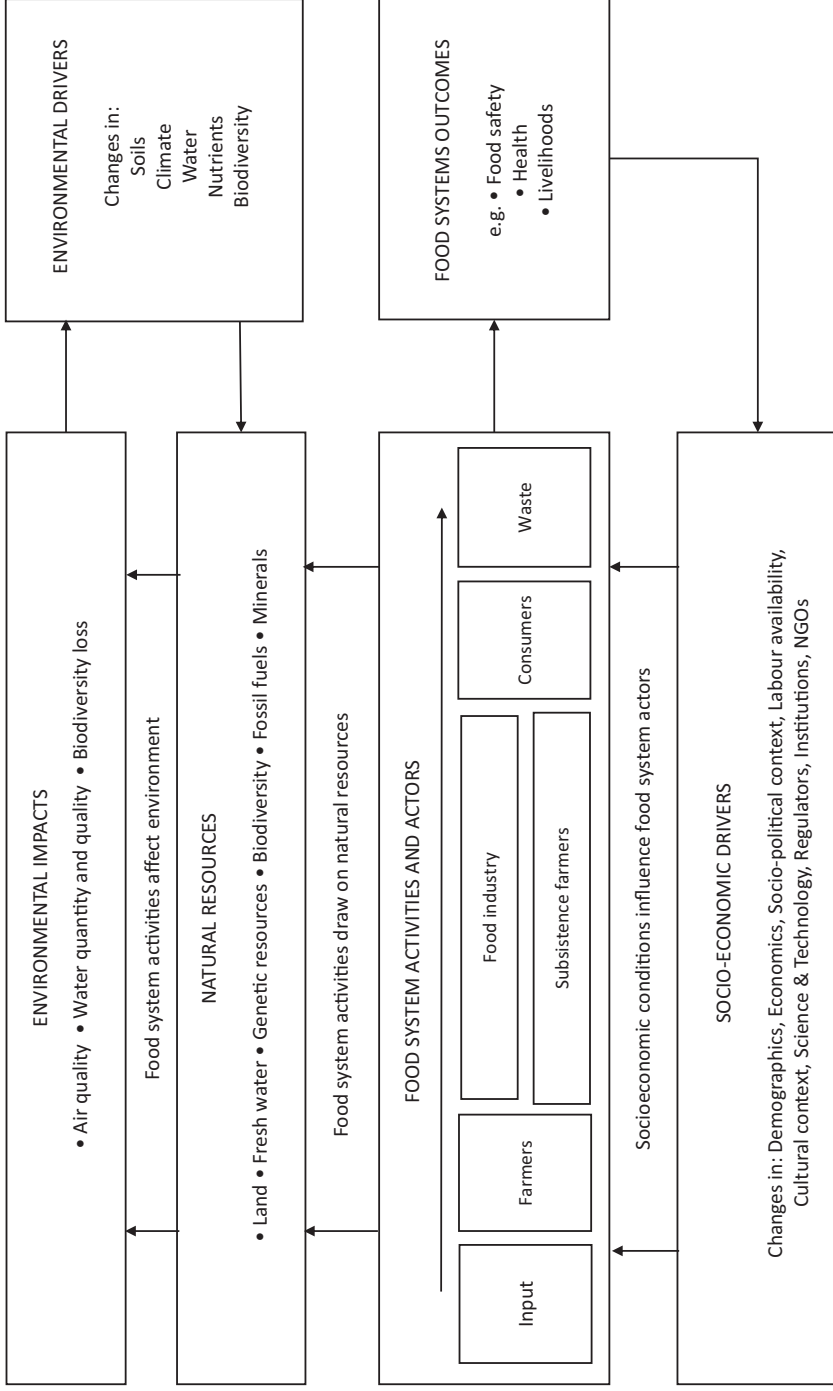 ENVIRONMENTAL IMPACTS
• Air quality • Water quantity and quality • Biodiversity loss
Food system activities affect environment
NATURAL RESOURCES
• Land • Fresh water • Genetic resources • Biodiversity • Fossil fuels • Minerals
Food system activities draw on natural resources
FOOD SYSTEM ACTIVITIES AND ACTORS
Input
Farmers
Food industry
Subsistence farmers
Consumers
Waste
Socioeconomic conditions influence food system actors
SOCIO-ECONOMIC DRIVERS
Changes in: Demographics, Economics, Socio-political context, Labour availability,
Cultural context, Science & Technology, Regulators, Institutions, NGOs
ENVIRONMENTAL DRIVERS
Changes in:
Soils
Climate
Water
Nutrients
Biodiversity
FOOD SYSTEMS OUTCOMES
e.g. • Food safety
• Health
• Livelihoods